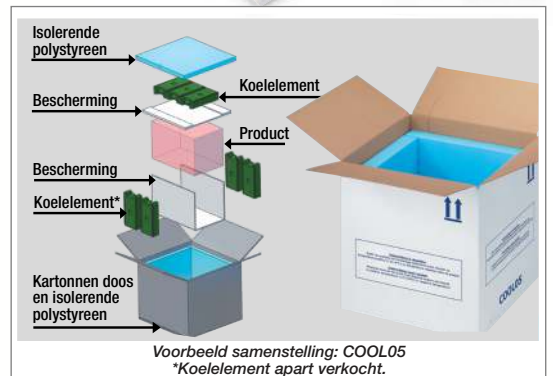 Isolerende
polystyreen
Koelelement
Bescherming
Product
Bescherming
Koelelement*
Kartonnen doos
en isolerende
polystyreen
COOL05
Voorbeeld samenstelling: COOL05
*Koelelement apart verkocht.